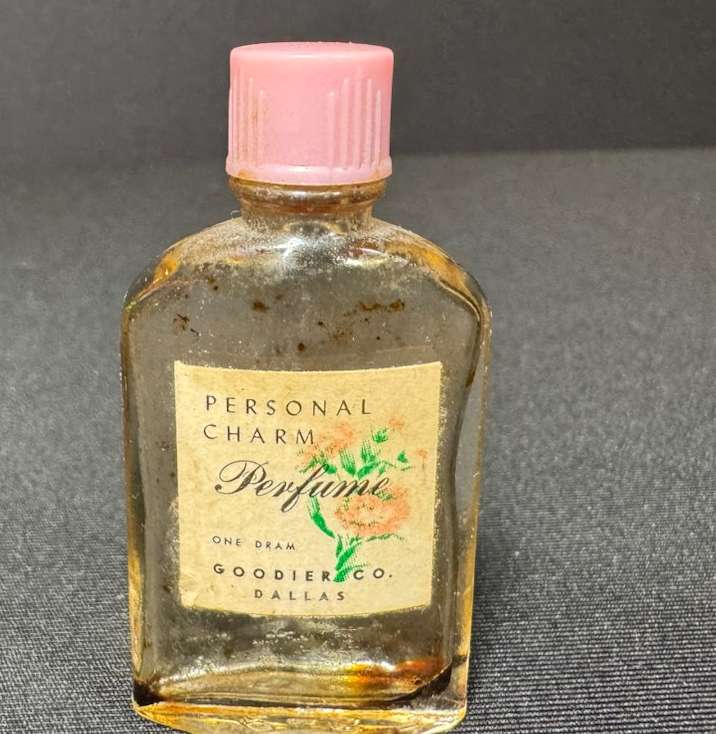 PERSONAL
CHARM
Perfume
ONE DRAM
GOODIER CO.
DALLAS